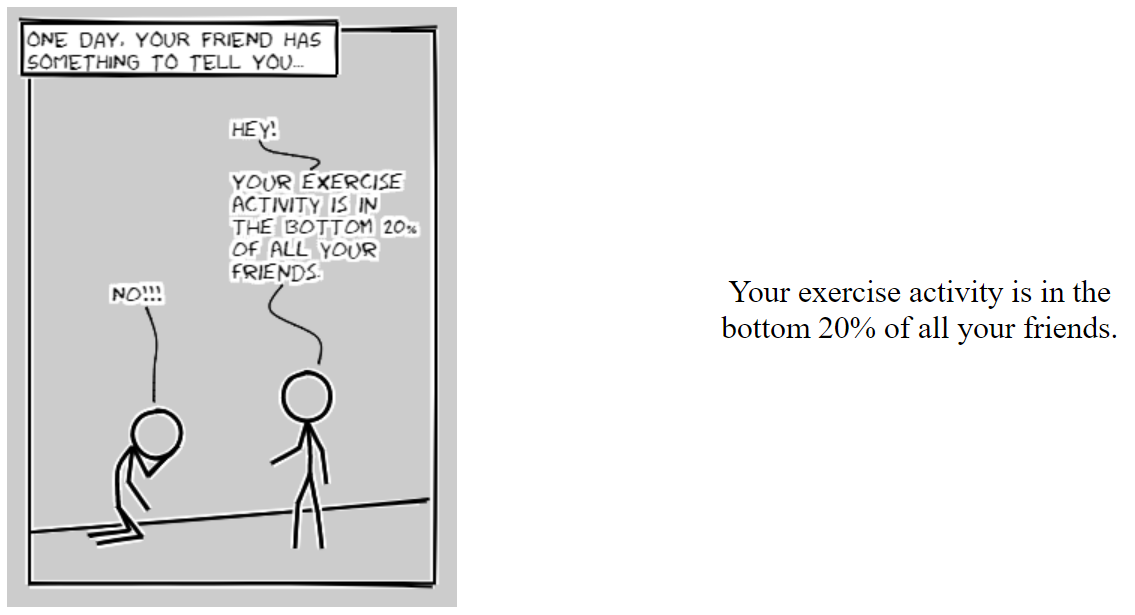 ONE DAY, YOUR FRIEND HAS
SOMETHING TO TELL YOU...
HEY!
YOUR EXERCISE
ACTIVITY IS IN
THE BOTTOM 20%
OF ALL YOUR
FRIENDS.
NO!!!
Your exercise activity is in the
bottom 20% of all your friends.